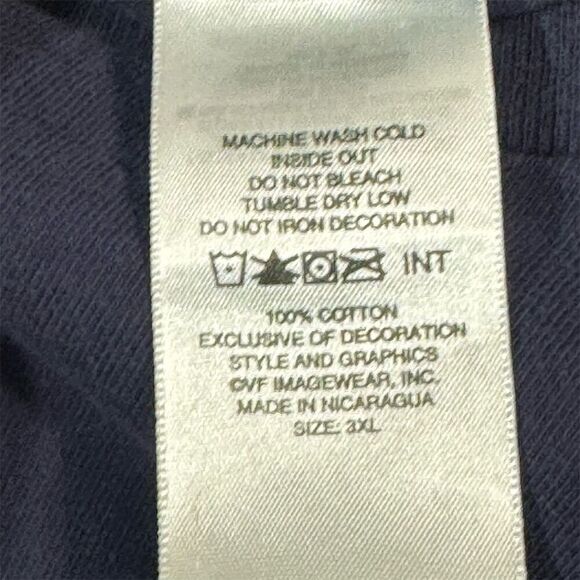 MACHINE WASH COLD
INSIDE OUT
DO NOT BLEACH
TUMBLE DRY LOW
DO NOT IRON DECORATION
INT
100% COTTON
EXCLUSIVE OF DECORATION
STYLE AND GRAPHICS
©VF IMAGEWEAR, INC.
MADE IN NICARAGUA
SIZE: 3XL